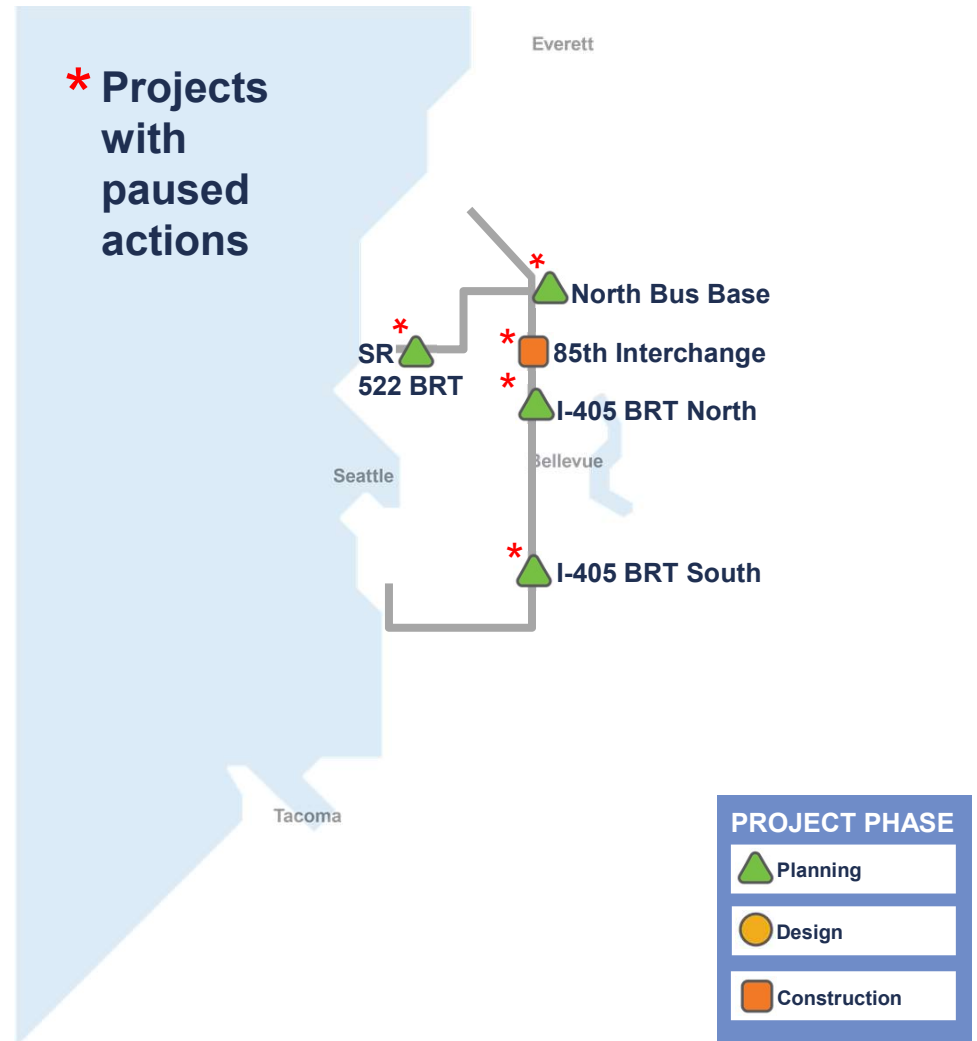 Everett
* Projects
with
paused
actions
*
North Bus Base
*
SR
522 BRT
*
85th Interchange
*
I-405 BRT North
Bellevue
Seattle
*
I-405 BRT South
Tacoma
PROJECT PHASE
Planning
Design
Construction